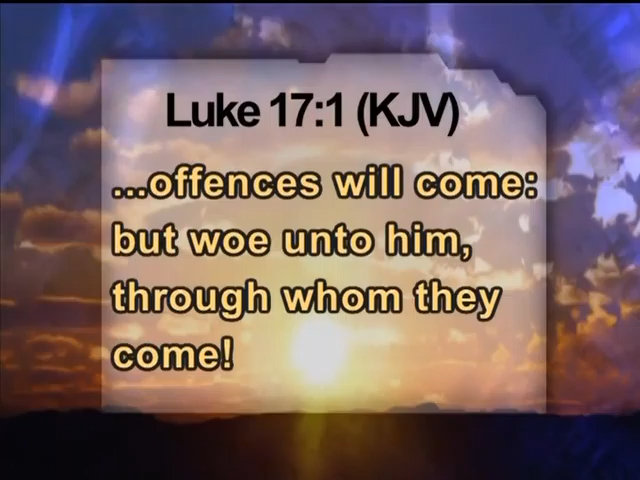 Luke 17:1 (KJV)
...offences will come:
but woe unto him,
through whom they
come!